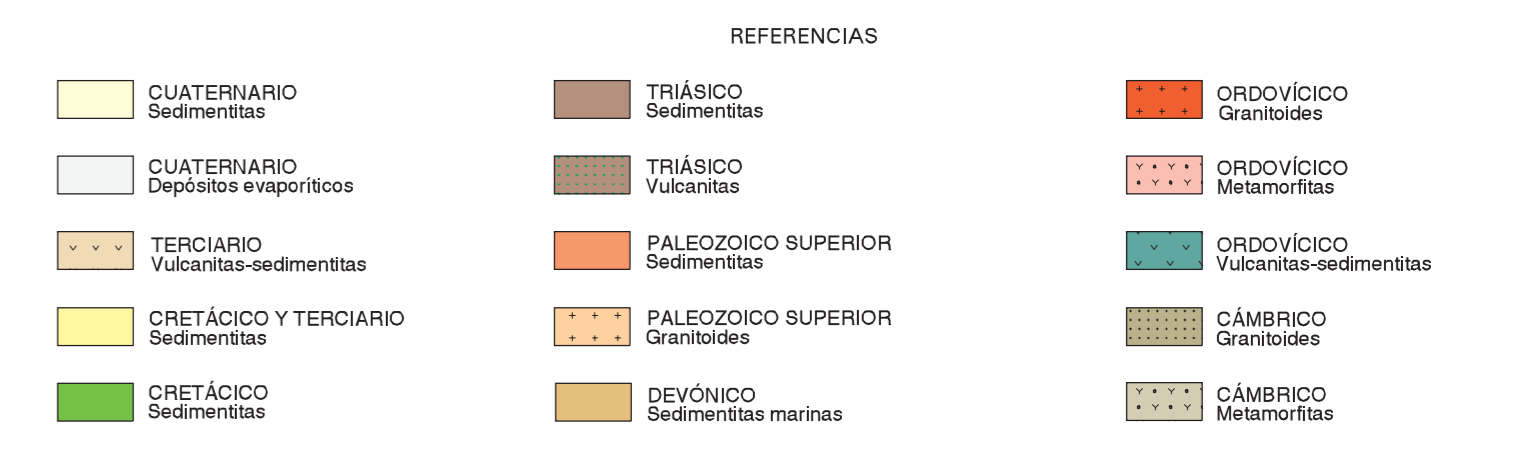 REFERENCIAS
CUATERNARIO
Sedimentitas
CUATERNARIO
Depósitos evaporíticos
TERCIARIO
Vulcanitas-sedimentitas
CRETÁCICO Y TERCIARIO
Sedimentitas
CRETÁCICO
Sedimentitas
TRIÁSICO
Sedimentitas
TRIÁSICO
Vulcanitas
PALEOZOICO SUPERIOR
Sedimentitas
PALEOZOICO SUPERIOR
Granitoides
DEVÓNICO
Sedimentitas marinas
ORDOVÍCICO
Granitoides
ORDOVÍCICO
Metamorfitas
ORDOVÍCICO
Vulcanitas-sedimentitas
CÁMBRICO
Granitoides
CÁMBRICO
Metamorfitas